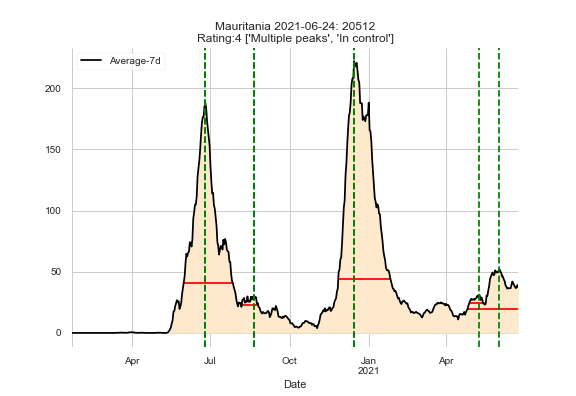 Mauritania 2021-06-24: 20512
Rating:4 ['Multiple peaks', 'In control']
Average-7d
200
150
100
50
0
Apr
Jul
Oct
Jan
2021
Apr
Date